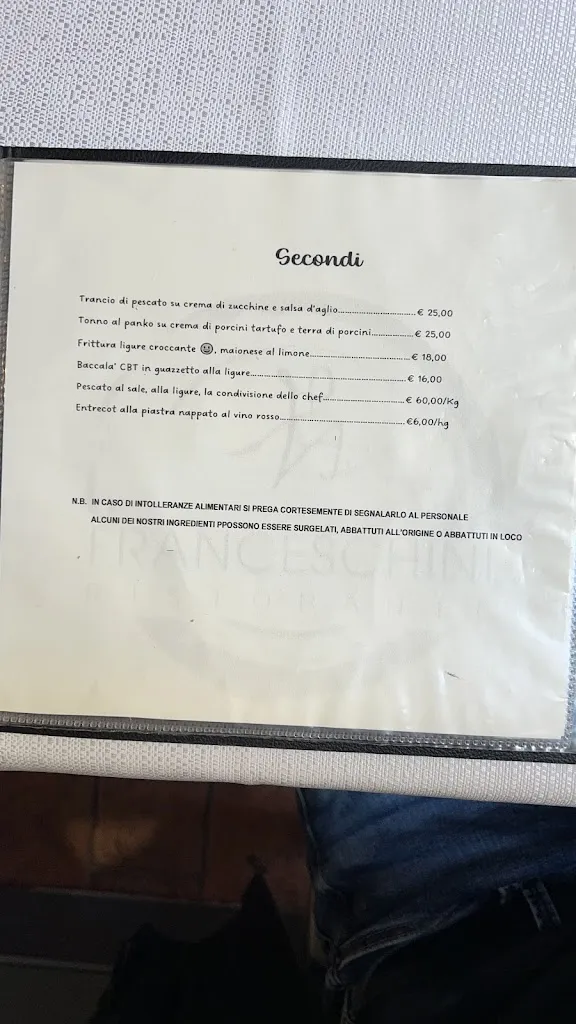 Secondi
Trancio di pescato su crema di zucchine e salsa d'aglio............................€ 25,00
Tonno al panko su crema di porcini tartufo e terra di porcini................€ 25,00
Frittura ligure croccante 😀, maionese al limone......................................€ 18,00
Baccala' CBT in guazzetto alla ligure..........................................................€ 16,00
Pescato al sale, alla ligure, la condivisione dello chef..............................€ 60,00/Kg
Entrecot alla piastra nappato al vino rosso...............................................€6,00/hg
N.B. IN CASO DI INTOLLERANZE ALIMENTARI SI PREGA CORTESEMENTE DI SEGNALARLO AL PERSONALE
ALCUNI DEI NOSTRI INGREDIENTI PPOSSONO ESSERE SURGELATI, ABBATTUTI ALL'ORIGINE O ABBATTUTI IN LOCO
FRANCESCHINI
RISTORANTE